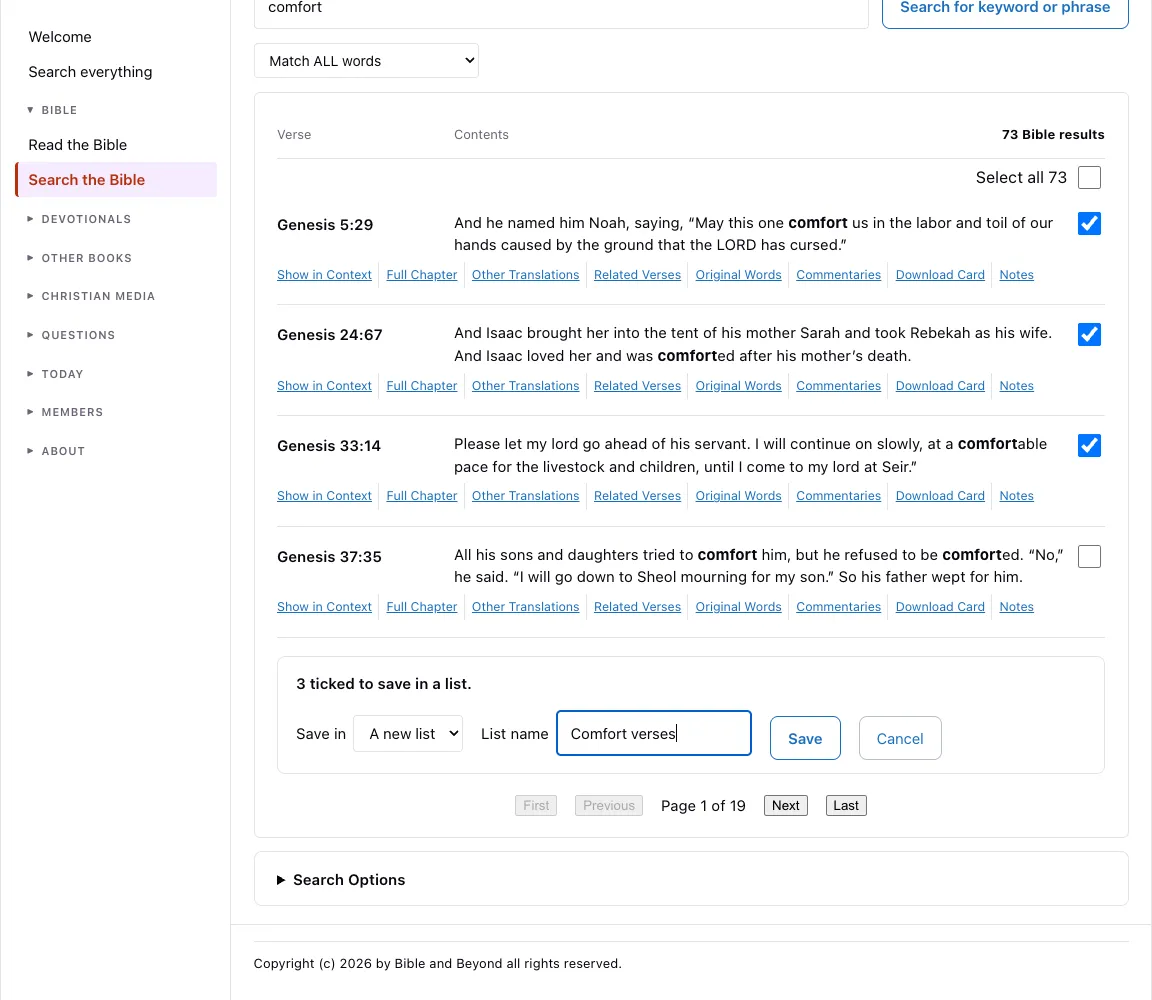 comfort
Search for keyword or phrase
Welcome
Search everything
Match ALL words
BIBLE
Read the Bible
Search the Bible
DEVOTIONALS
OTHER BOOKS
CHRISTIAN MEDIA
QUESTIONS
TODAY
MEMBERS
ABOUT
Verse Contents 73 Bible results
Select all 73
Genesis 5:29 And he named him Noah, saying, “May this one comfort us in the labor and toil of our
hands caused by the ground that the LORD has cursed.”
Show in Context Full Chapter Other Translations Related Verses Original Words Commentaries Download Card Notes
Genesis 24:67 And Isaac brought her into the tent of his mother Sarah and took Rebekah as his wife.
And Isaac loved her and was comforted after his mother’s death.
Show in Context Full Chapter Other Translations Related Verses Original Words Commentaries Download Card Notes
Genesis 33:14 Please let my lord go ahead of his servant. I will continue on slowly, at a comfortable
pace for the livestock and children, until I come to my lord at Seir.”
Show in Context Full Chapter Other Translations Related Verses Original Words Commentaries Download Card Notes
Genesis 37:35 All his sons and daughters tried to comfort him, but he refused to be comforted. “No,”
he said. “I will go down to Sheol mourning for my son.” So his father wept for him.
Show in Context Full Chapter Other Translations Related Verses Original Words Commentaries Download Card Notes
3 ticked to save in a list.
Save in A new list List name Comfort verses Save Cancel
First Previous Page 1 of 19 Next Last
Search Options
Copyright (c) 2026 by Bible and Beyond all rights reserved.